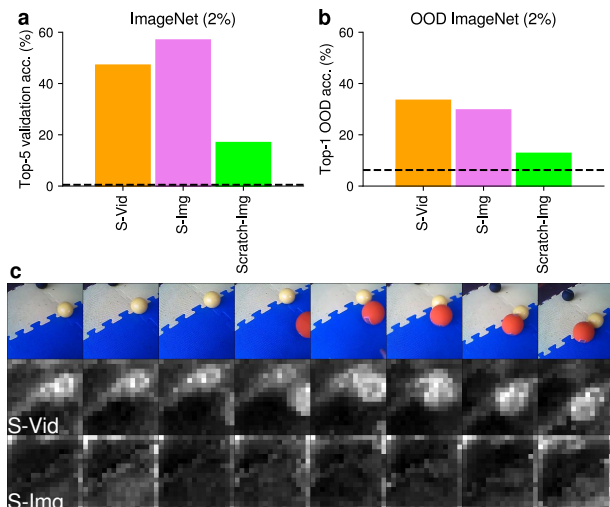 a
ImageNet (2%)
Top-5 validation acc. (%)
60
40
20
0
S-Vid
S-Img
Scratch-Img
b
OOD ImageNet (2%)
Top-1 OOD acc. (%)
60
40
20
0
S-Vid
S-Img
Scratch-Img
c
S-Vid
S-Img